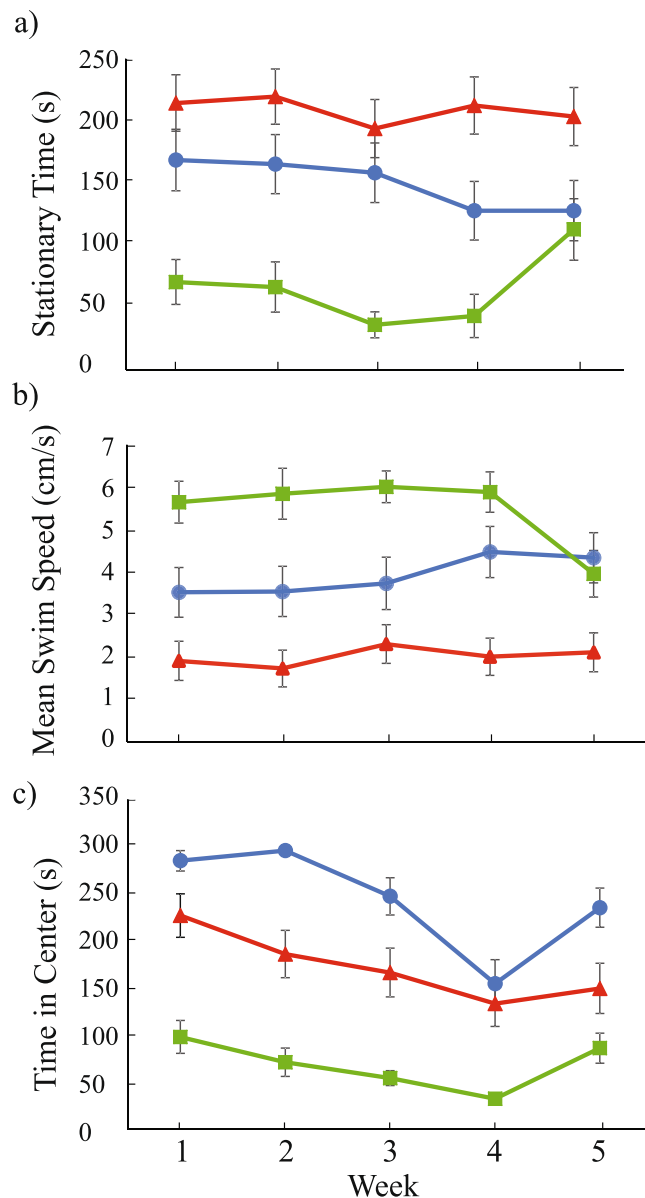 a)
Stationary Time (s)
250
200
150
100
50
0
b)
Mean Swim Speed (cm/s)
7
6
5
4
3
2
1
0
c)
Time in Center (s)
350
300
250
200
150
100
50
0
1 2 3 4 5
Week